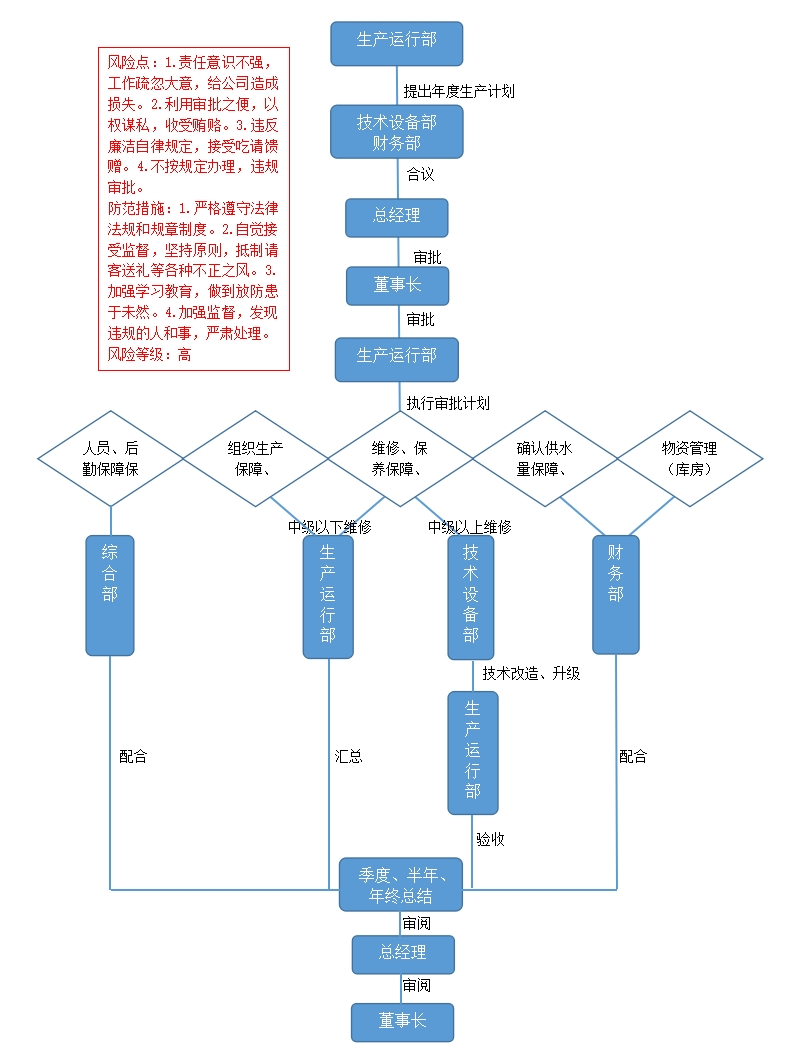 生产运行部
风险点：1.责任意识不强，
工作疏忽大意，给公司造成
损失。2.利用审批之便，以
权谋私，收受贿赂。3.违反
廉洁自律规定，接受吃请馈
赠。4.不按规定办理，违规
审批。
防范措施：1.严格遵守法律
法规和规章制度。2.自觉接
受监督，坚持原则，抵制请
客送礼等各种不正之风。3.
加强学习教育，做到放防患
于未然。4.加强监督，发现
违规的人和事，严肃处理。
风险等级：高
提出年度生产计划
技术设备部
财务部
合议
总经理
审批
董事长
审批
生产运行部
执行审批计划
人员、后
勤保障保
组织生产
保障、
维修、保
养保障、
确认供水
量保障、
物资管理
（库房）
中级以下维修
中级以上维修
综合部
生产运行部
技术设备部
财务部
技术改造、升级
生产运行部
配合
汇总
配合
验收
季度、半年、
年终总结
审阅
总经理
审阅
董事长